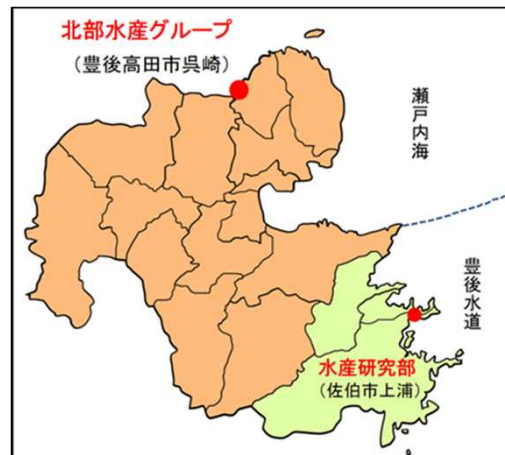 北部水産グループ
（豊後高田市呉崎）
瀬戸内海
豊後水道
水産研究部
（佐伯市上浦）